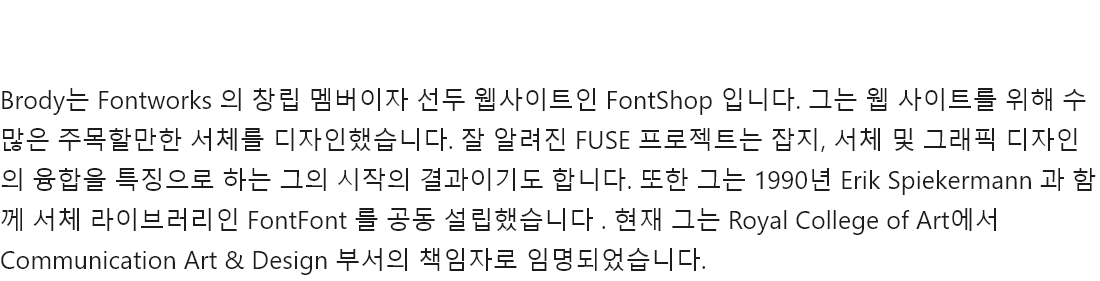 Brody는 Fontworks 의 창립 멤버이자 선두 웹사이트인 FontShop 입니다. 그는 웹 사이트를 위해 수
많은 주목할만한 서체를 디자인했습니다. 잘 알려진 FUSE 프로젝트는 잡지, 서체 및 그래픽 디자인
의 융합을 특징으로 하는 그의 시작의 결과이기도 합니다. 또한 그는 1990년 Erik Spiekermann 과 함
께 서체 라이브러리인 FontFont 를 공동 설립했습니다 . 현재 그는 Royal College of Art에서
Communication Art & Design 부서의 책임자로 임명되었습니다.